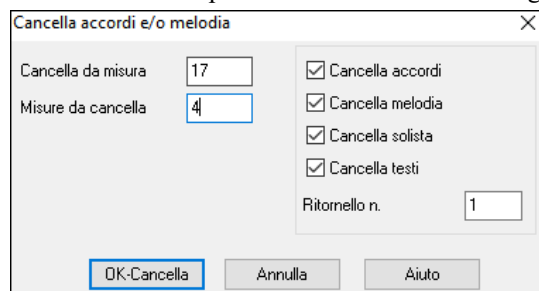 Cancella accordi e/o melodia
Cancella da misura 17
Misure da cancella 4
Cancella accordi
Cancella melodia
Cancella solista
Cancella testi
Ritornello n. 1
OK-Cancella Annulla Aiuto